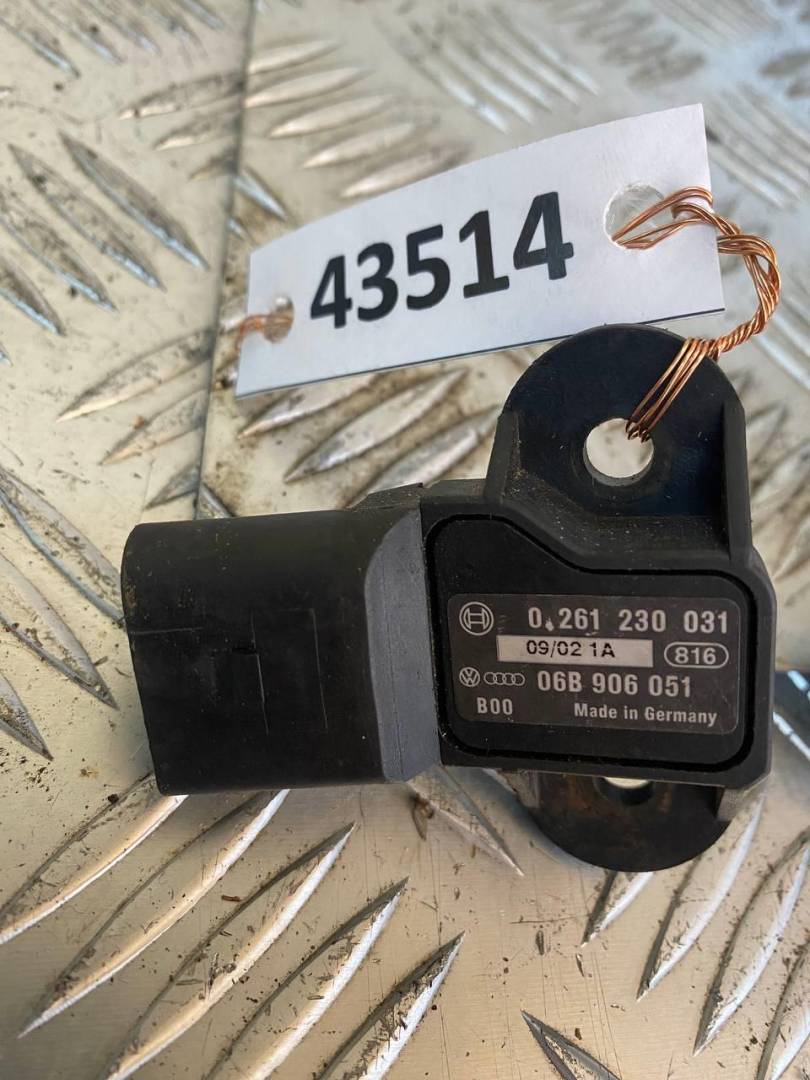 43514
0 261 230 031
09/02 1A
816
06B 906 051
B00 Made in Germany